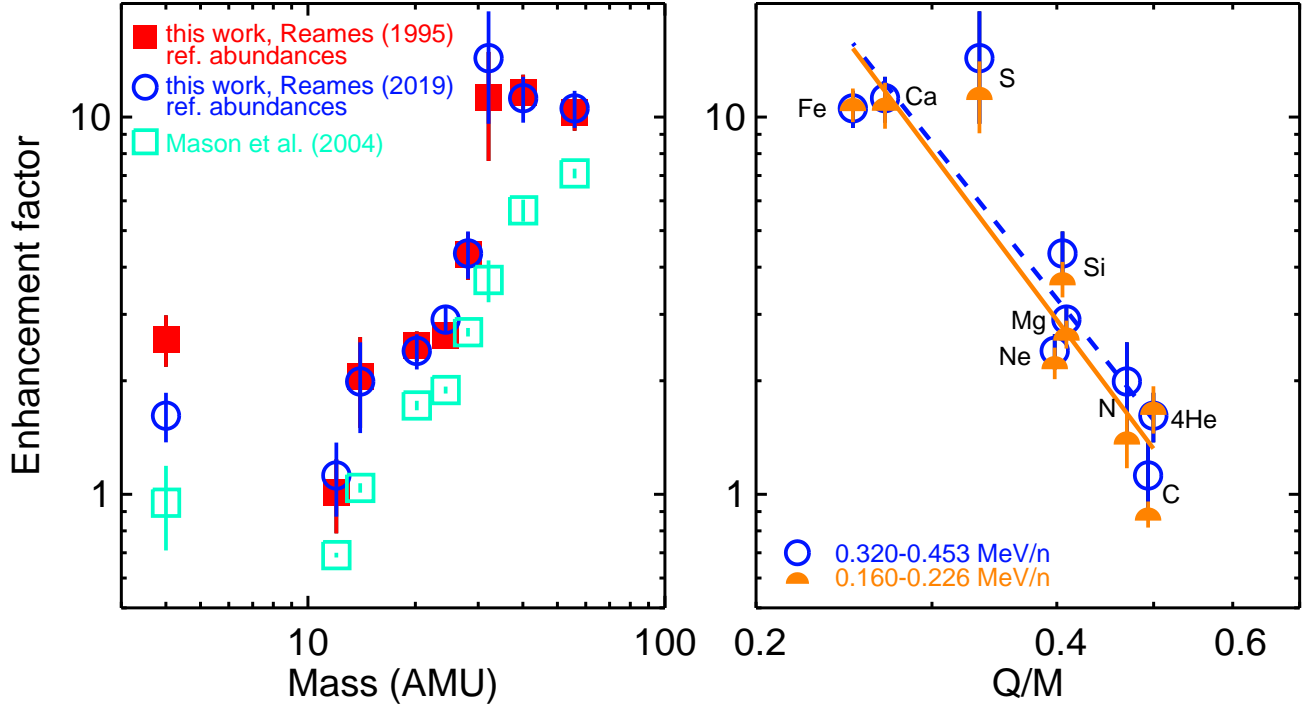 Enhancement factor
10
1
this work, Reames (1995)
ref. abundances
this work, Reames (2019)
ref. abundances
Mason et al. (2004)
10
100
Mass (AMU)
10
1
Fe
Ca
S
Si
Mg
Ne
N
4He
C
0.320-0.453 MeV/n
0.160-0.226 MeV/n
0.2
0.4
0.6
Q/M